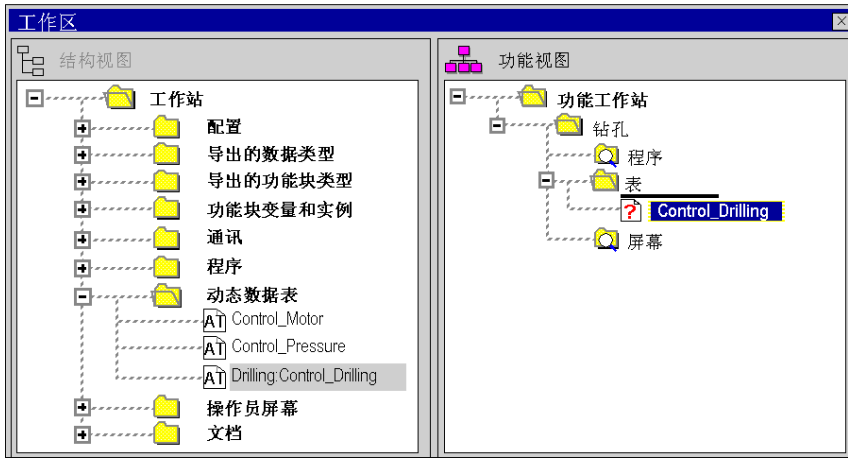 工作区
结构视图
工作站
配置
导出的数据类型
导出的功能块类型
功能块变量和实例
通讯
程序
动态数据表
Control_Motor
Control_Pressure
Drilling:Control_Drilling
操作员屏幕
文档
功能视图
功能工作站
钻孔
程序
表
Control_Drilling
屏幕